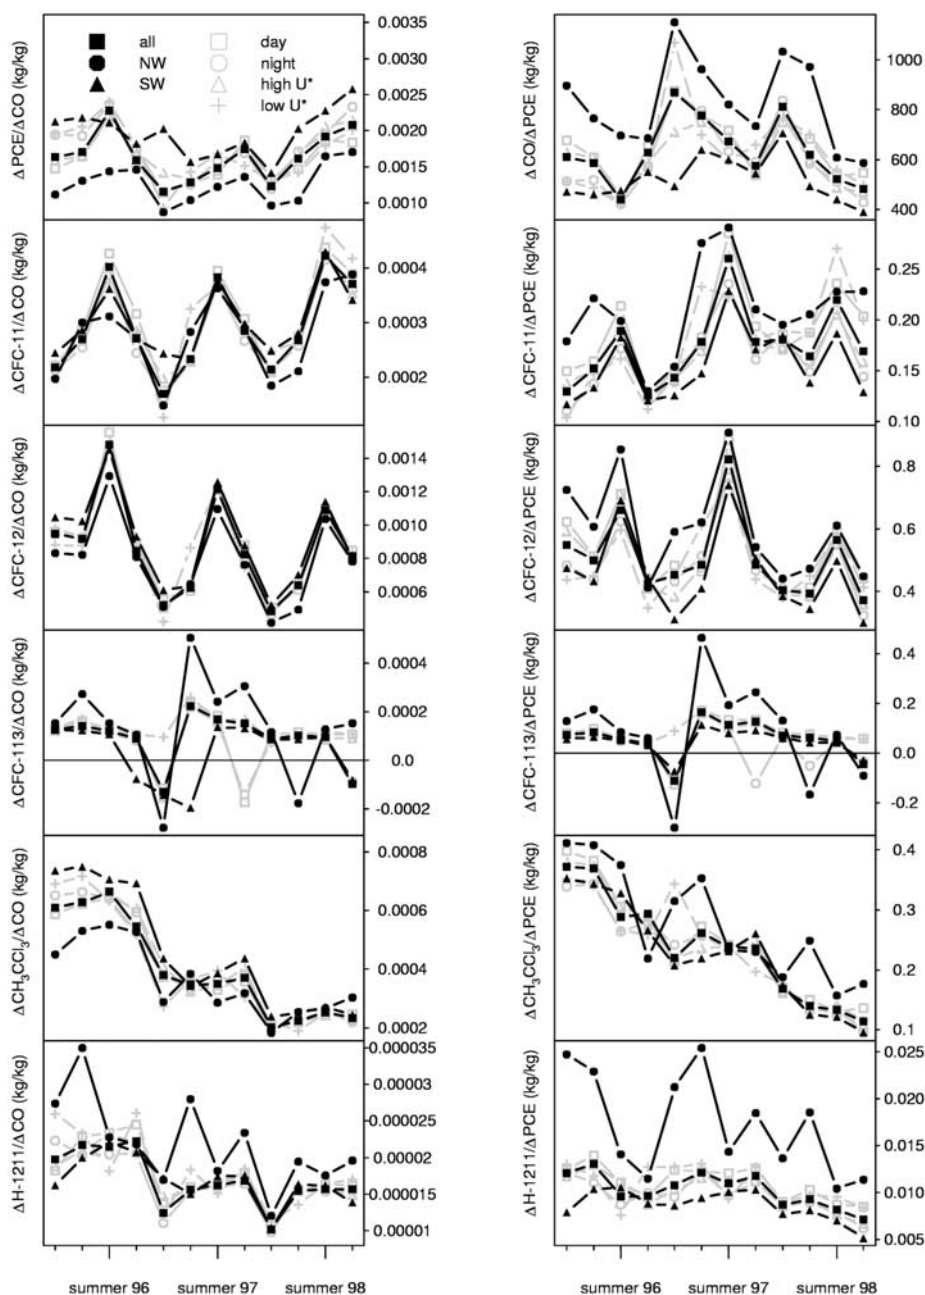 ΔPCE/ΔCO (kg/kg)
all
NW
SW
day
night
high U*
low U*
0.0035
0.0030
0.0025
0.0020
0.0015
0.0010
ΔCFC-11/ΔCO (kg/kg)
0.0004
0.0003
0.0002
ΔCFC-12/ΔCO (kg/kg)
0.0014
0.0012
0.0010
0.0008
0.0006
ΔCFC-113/ΔCO (kg/kg)
0.0004
0.0002
0.0
-0.0002
ΔCH₃CCl₃/ΔCO (kg/kg)
0.0008
0.0006
0.0004
0.0002
ΔH-1211/ΔCO (kg/kg)
0.000035
0.00003
0.000025
0.00002
0.000015
0.00001
summer 96 summer 97 summer 98
ΔCO/ΔPCE (kg/kg)
1000
800
600
400
ΔCFC-11/ΔPCE (kg/kg)
0.25
0.20
0.15
0.10
ΔCFC-12/ΔPCE (kg/kg)
0.8
0.6
0.4
ΔCFC-113/ΔPCE (kg/kg)
0.4
0.2
0.0
-0.2
ΔCH₃CCl₃/ΔPCE (kg/kg)
0.4
0.3
0.2
0.1
ΔH-1211/ΔPCE (kg/kg)
0.025
0.020
0.015
0.010
0.005
summer 96 summer 97 summer 98